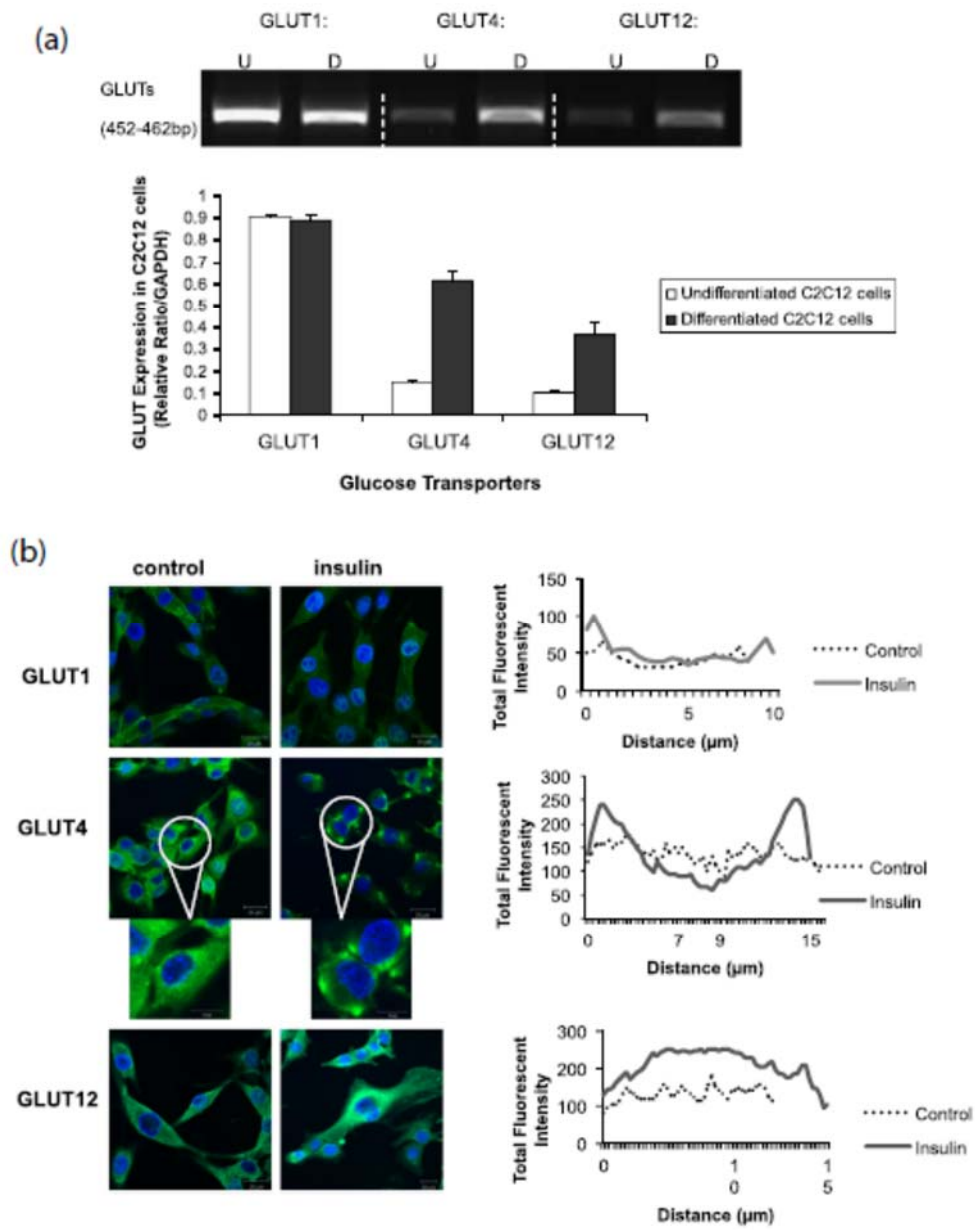 (a)
GLUT1: GLUT4: GLUT12:
U D U D U D
GLUTs
(452-462bp)
GLUT Expression in C2C12 cells
(Relative Ratio/GAPDH)
1
0.9
0.8
0.7
0.6
0.5
0.4
0.3
0.2
0.1
0
GLUT1 GLUT4 GLUT12
Glucose Transporters
Undifferentiated C2C12 cells
Differentiated C2C12 cells
(b)
control insulin
GLUT1
Total Fluorescent
Intensity
150
100
50
0
0 5 10
Distance (µm)
Control
Insulin
GLUT4
Total Fluorescent
Intensity
300
250
200
150
100
50
0
0 7 9 15
Distance (µm)
Control
Insulin
GLUT12
Total Fluorescent
Intensity
300
200
100
0
0 1 1
0 5
Distance (µm)
Control
Insulin